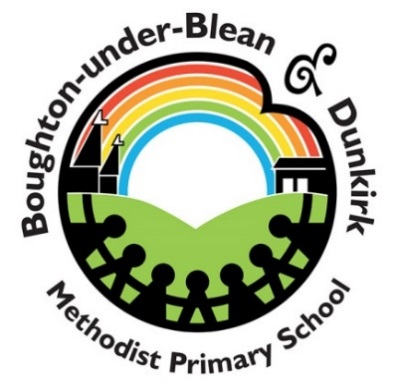 Boughton-under-Blean & Dunkirk
Methodist Primary School